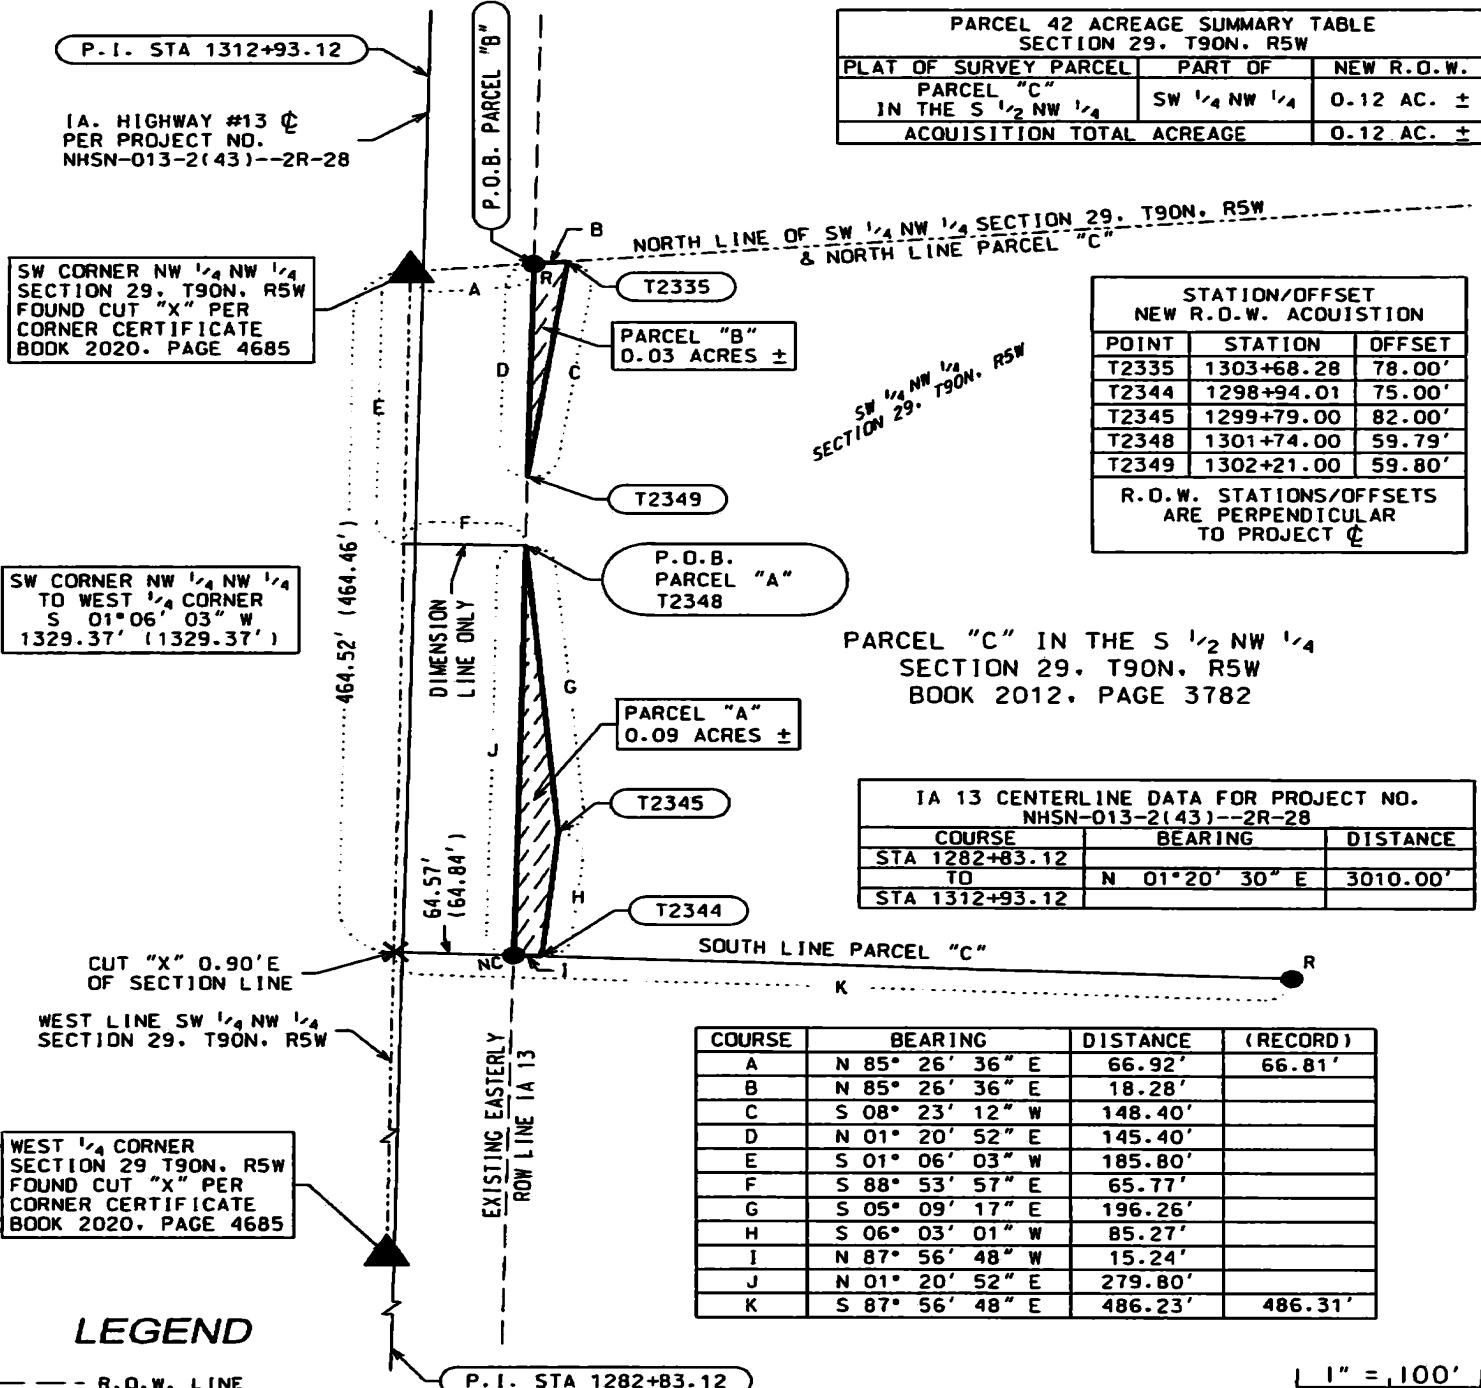 P.I. STA 1312+93.12
IA. HIGHWAY #13 ℄
PER PROJECT NO.
NHSN-013-2(43)--2R-28
P.O.B. PARCEL "B"
PARCEL 42 ACREAGE SUMMARY TABLE
SECTION 29. T90N. R5W
PLAT OF SURVEY PARCEL PART OF NEW R.O.W.
PARCEL "C"
IN THE S 1/2 NW 1/4 SW 1/4 NW 1/4 0.12 AC. ±
ACQUISITION TOTAL ACREAGE 0.12 AC. ±
B
NORTH LINE OF SW 1/4 NW 1/4 SECTION 29. T90N. R5W
& NORTH LINE PARCEL "C"
SW CORNER NW 1/4 NW 1/4
SECTION 29. T90N. R5W
FOUND CUT "X" PER
CORNER CERTIFICATE
BOOK 2020. PAGE 4685
A
R
T2335
PARCEL "B"
0.03 ACRES ±
D
C
E
SW 1/4 NW 1/4
SECTION 29. T90N. R5W
STATION/OFFSET
NEW R.O.W. ACQUISTION
POINT STATION OFFSET
T2335 1303+68.28 78.00'
T2344 1298+94.01 75.00'
T2345 1299+79.00 82.00'
T2348 1301+74.00 59.79'
T2349 1302+21.00 59.80'
R.O.W. STATIONS/OFFSETS
ARE PERPENDICULAR
TO PROJECT ℄
T2349
F
P.O.B.
PARCEL "A"
T2348
SW CORNER NW 1/4 NW 1/4
TO WEST 1/4 CORNER
S 01°06' 03" W
1329.37' (1329.37')
464.52' (464.46')
DIMENSION
LINE ONLY
PARCEL "C" IN THE S 1/2 NW 1/4
SECTION 29. T90N. R5W
BOOK 2012. PAGE 3782
G
PARCEL "A"
0.09 ACRES ±
J
T2345
IA 13 CENTERLINE DATA FOR PROJECT NO.
NHSN-013-2(43)--2R-28
COURSE BEARING DISTANCE
STA 1282+83.12
TO N 01°20' 30" E 3010.00'
STA 1312+93.12
64.57'
(64.84')
H
T2344
SOUTH LINE PARCEL "C"
CUT "X" 0.90'E
OF SECTION LINE
NC
I
R
K
WEST LINE SW 1/4 NW 1/4
SECTION 29. T90N. R5W
EXISTING EASTERLY
ROW LINE IA 13
COURSE BEARING DISTANCE (RECORD)
A N 85° 26' 36" E 66.92' 66.81'
B N 85° 26' 36" E 18.28'
C S 08° 23' 12" W 148.40'
D N 01° 20' 52" E 145.40'
E S 01° 06' 03" W 185.80'
F S 88° 53' 57" E 65.77'
G S 05° 09' 17" E 196.26'
H S 06° 03' 01" W 85.27'
I N 87° 56' 48" W 15.24'
J N 01° 20' 52" E 279.80'
K S 87° 56' 48" E 486.23' 486.31'
WEST 1/4 CORNER
SECTION 29 T90N. R5W
FOUND CUT "X" PER
CORNER CERTIFICATE
BOOK 2020. PAGE 4685
LEGEND
R.O.W. LINE
P.I. STA 1282+83.12
1" = 100'